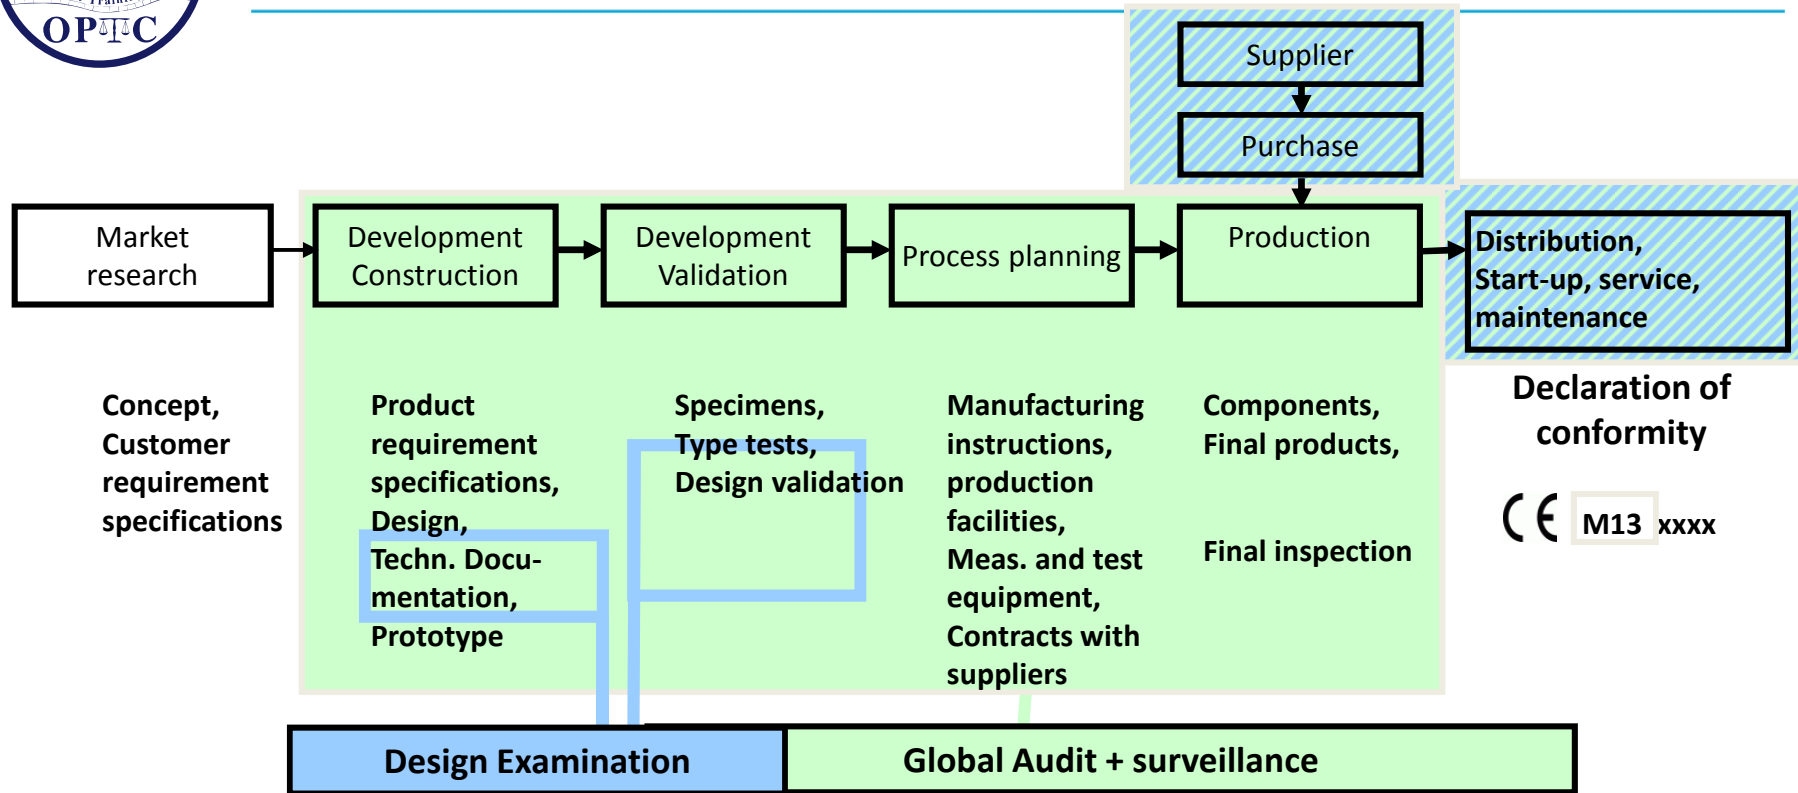 OPTC
Supplier
Purchase
Market
research
Development
Construction
Development
Validation
Process planning
Production
Distribution,
Start-up, service,
maintenance
Concept,
Customer
requirement
specifications
Product
requirement
specifications,
Design,
Techn. Docu-
mentation,
Prototype
Specimens,
Type tests,
Design validation
Manufacturing
instructions,
production
facilities,
Meas. and test
equipment,
Contracts with
suppliers
Components,
Final products,
Final inspection
Declaration of
conformity
CE M13 xxxx
Design Examination
Global Audit + surveillance